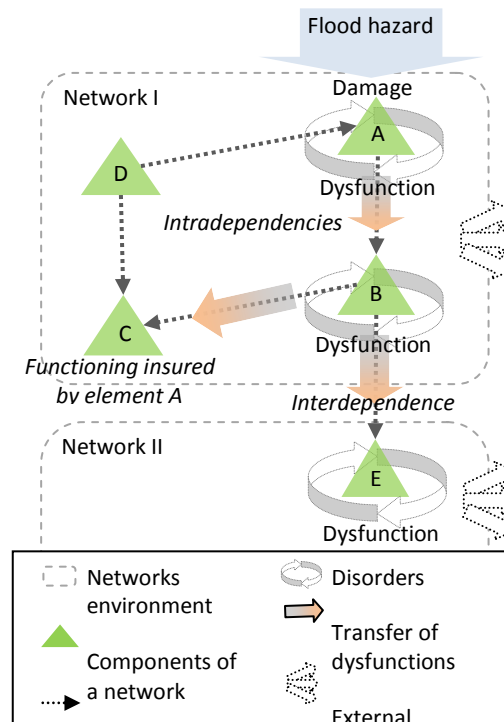 Flood hazard
Network I
Damage
A
D
Dysfunction
Intradependencies
B
C
Dysfunction
Functioning insured
by element A
Interdependence
Network II
E
Dysfunction
Networks
environment
Disorders
Components of
a network
Transfer of
dysfunctions
External